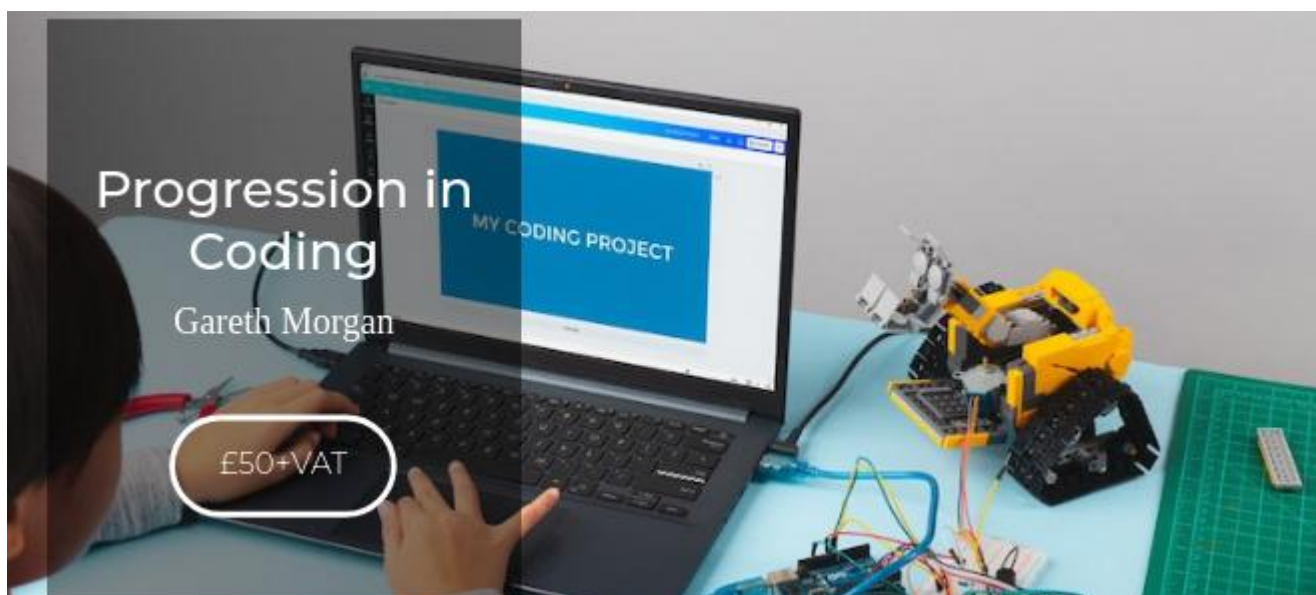 Progression in
Coding
Gareth Morgan
£50+VAT
MY CODING PROJECT